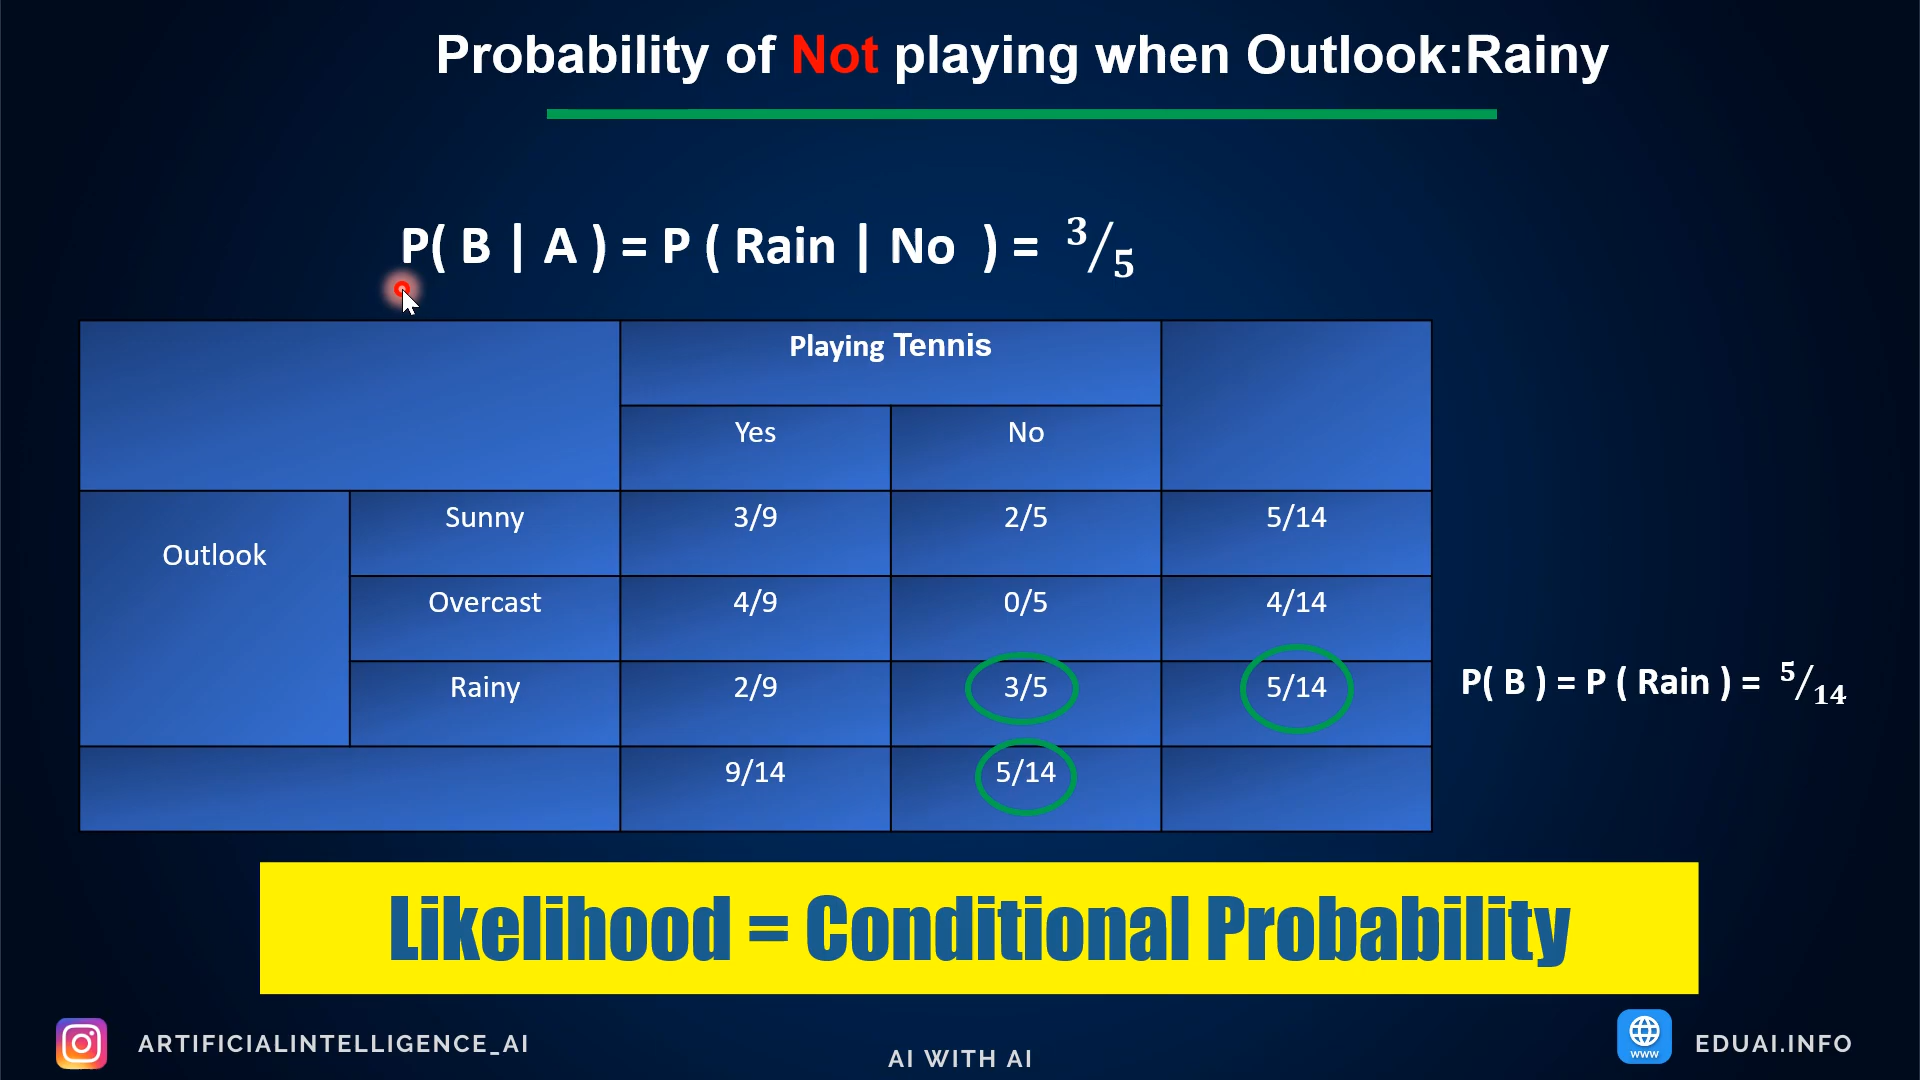 Probability of Not playing when Outlook:Rainy
P( B | A ) = P ( Rain | No ) = 3/5
Playing Tennis
Yes No
Sunny 3/9 2/5 5/14
Outlook
Overcast 4/9 0/5 4/14
Rainy 2/9 3/5 5/14
P( B ) = P ( Rain ) = 5/14
9/14 5/14
Likelihood = Conditional Probability
ARTIFICIALINTELLIGENCE_AI
AI WITH AI
www
EDUAI.INFO